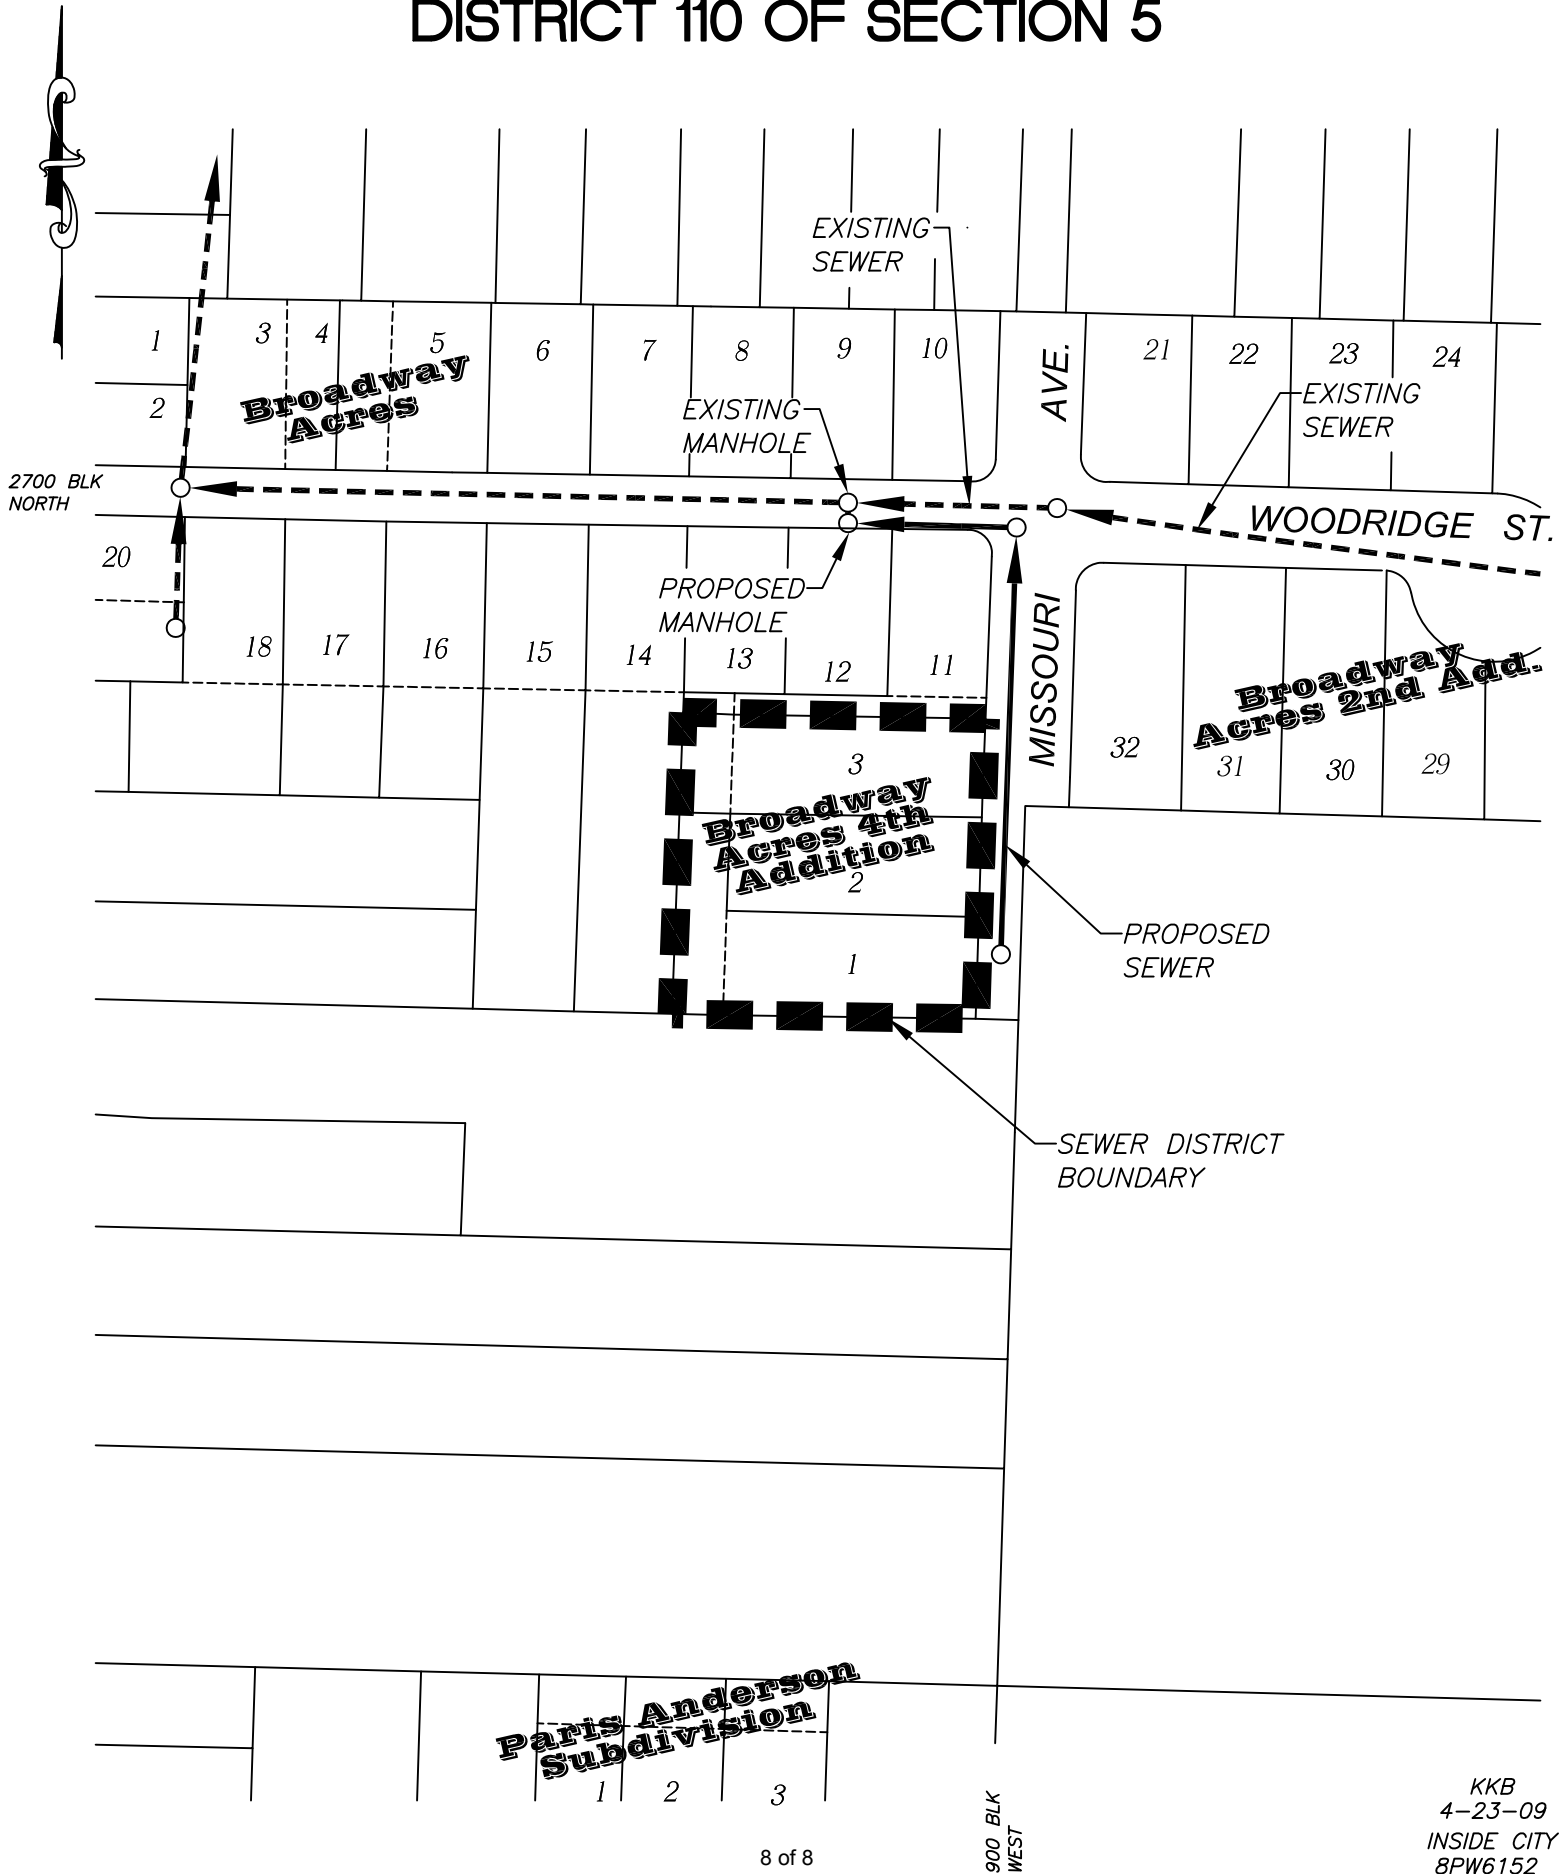 DISTRICT 110 OF SECTION 5
EXISTING
SEWER
1
3
4
5
6
7
8
9
10
AVE.
21
22
23
24
2
Broadway
Acres
EXISTING
MANHOLE
EXISTING
SEWER
2700 BLK
NORTH
WOODRIDGE ST.
20
PROPOSED
MANHOLE
18
17
16
15
14
13
12
11
MISSOURI
Broadway
Acres 2nd Add.
32
31
30
29
3
Broadway
Acres 4th
Addition
2
1
PROPOSED
SEWER
SEWER DISTRICT
BOUNDARY
Paris Anderson
Subdivision
1
2
3
900 BLK
WEST
KKB
4-23-09
INSIDE CITY
8PW6152
8 of 8